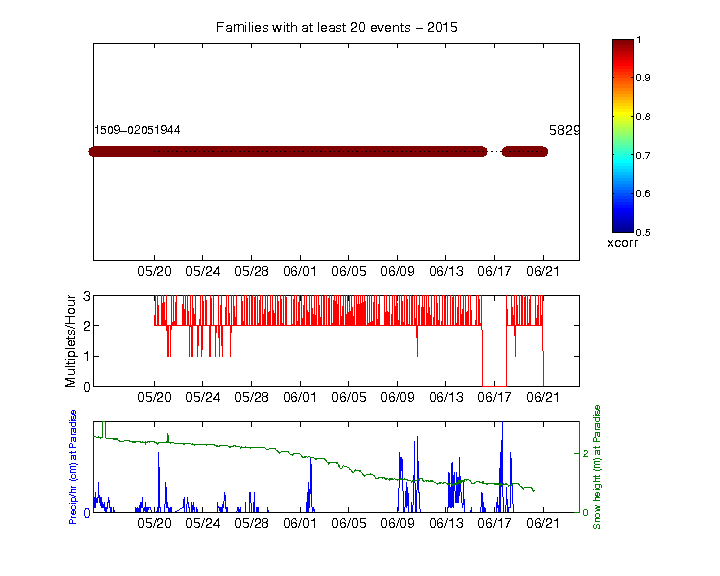 Families with at least 20 events − 2015
1509−02051944
5829
1
0.9
0.8
0.7
0.6
0.5
xcorr
05/20 05/24 05/28 06/01 06/05 06/09 06/13 06/17 06/21
Multiplets/Hour
3
2
1
0
05/20 05/24 05/28 06/01 06/05 06/09 06/13 06/17 06/21
Precip/hr (cm) at Paradise
0
2
0
Snow height (m) at Paradise
05/20 05/24 05/28 06/01 06/05 06/09 06/13 06/17 06/21